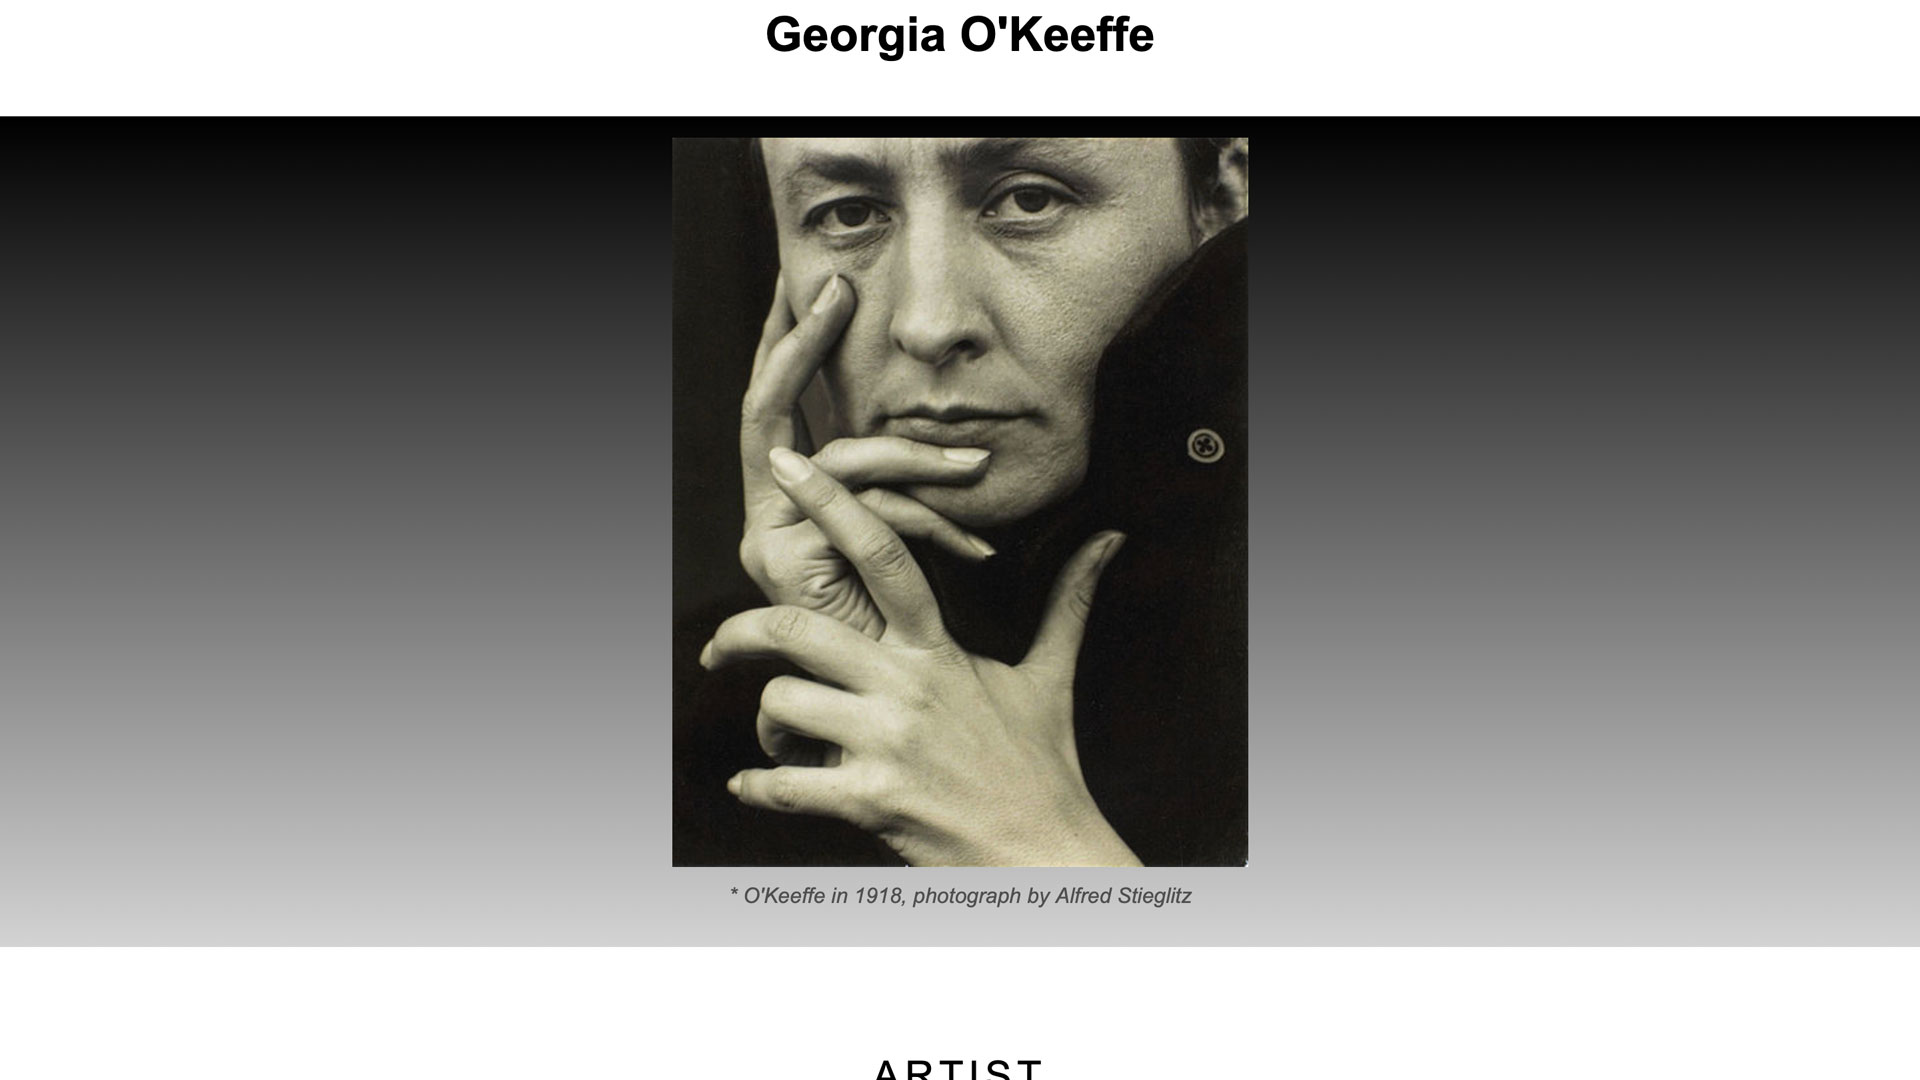 Georgia O'Keeffe
* O'Keeffe in 1918, photograph by Alfred Stieglitz
ARTIST